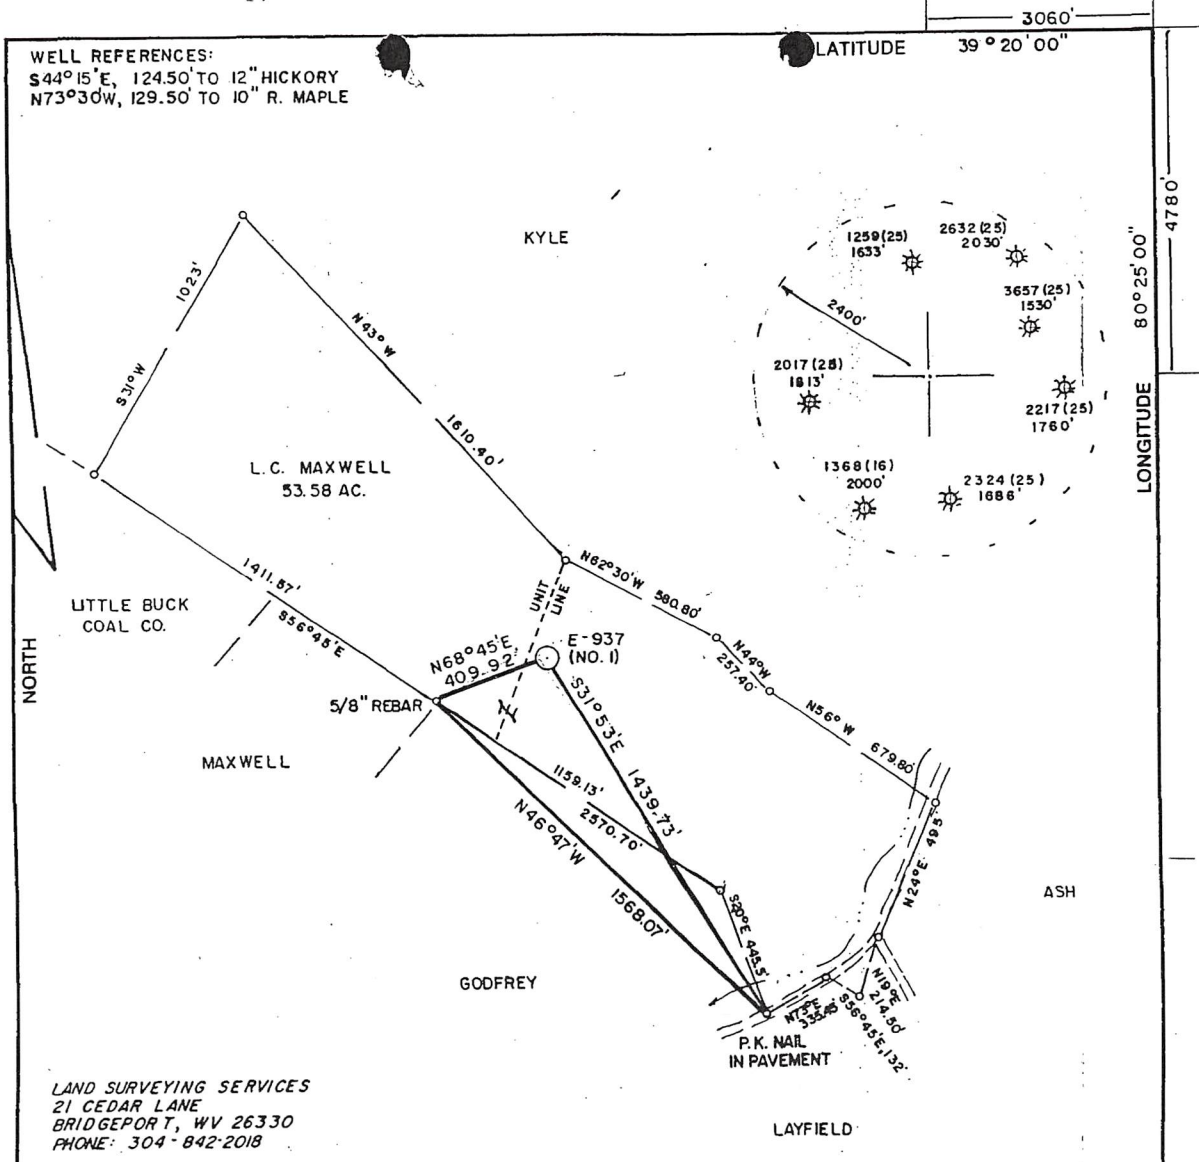 3060'
LATITUDE 39°20'00"
WELL REFERENCES:
S44°15'E, 124.50' TO 12" HICKORY
N73°30'W, 129.50' TO 10" R. MAPLE
4780'
80°25'00"
LONGITUDE
KYLE
1259(25)
1633'
2632(25)
2030'
3657(25)
1530'
2400'
2217(25)
1760'
1813'
1368(16)
2000'
2324(25)
1686'
1023'
S31°W
N43°W
1610.40'
L.C. MAXWELL
53.58 AC.
1411.57'
S56°45'E
LITTLE BUCK
COAL CO.
NORTH
N62°30'W 580.80'
UNIT
LINE
E-937
(NO. 1)
N68°45'E
409.92'
N44°W
257.40'
5/8" REBAR
S31°53'E
1439.73'
N56°W
679.80'
MAXWELL
1159.13'
2570.70'
N46°47'W
1568.07'
N24°E 495'
ASH
S20°E 445.5'
GODFREY
N19°E
214.50'
N73°E
S56°45'E, 132'
P.K. NAIL
IN PAVEMENT
LAND SURVEYING SERVICES
21 CEDAR LANE
BRIDGEPORT, WV 26330
PHONE: 304-842-2018
LAYFIELD